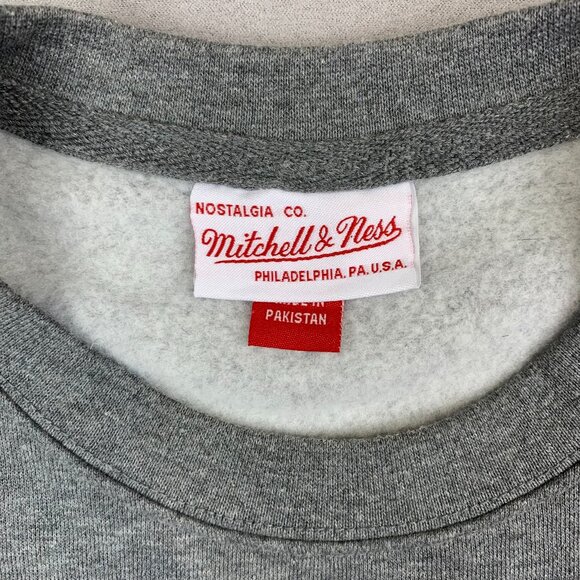 NOSTALGIA CO.
Mitchell & Ness
PHILADELPHIA, PA. U.S.A.
MADE IN
PAKISTAN